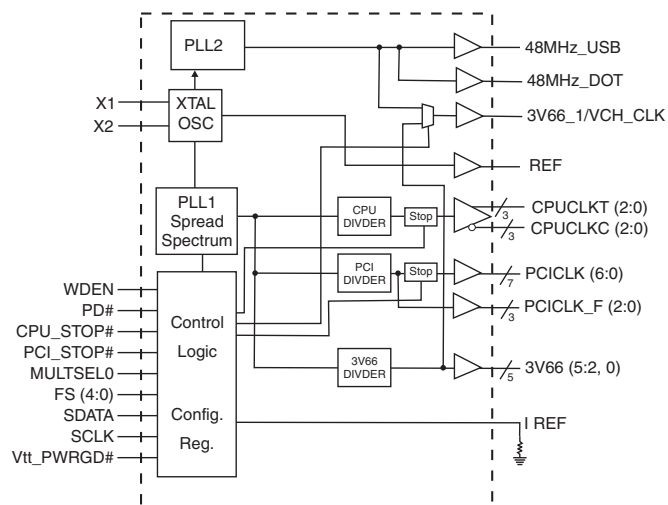 PLL2
48MHz_USB
48MHz_DOT
X1
X2
XTAL
OSC
3V66_1/VCH_CLK
REF
PLL1
Spread
Spectrum
CPU
DIVDER
Stop
3
CPUCLKT (2:0)
3
CPUCLKC (2:0)
WDEN
PD#
CPU_STOP#
PCI_STOP#
MULTSEL0
FS (4:0)
SDATA
SCLK
Vtt_PWRGD#
Control
Logic
Config.
Reg.
PCI
DIVDER
Stop
7
PCICLK (6:0)
3
PCICLK_F (2:0)
3V66
DIVDER
5
3V66 (5:2, 0)
I REF